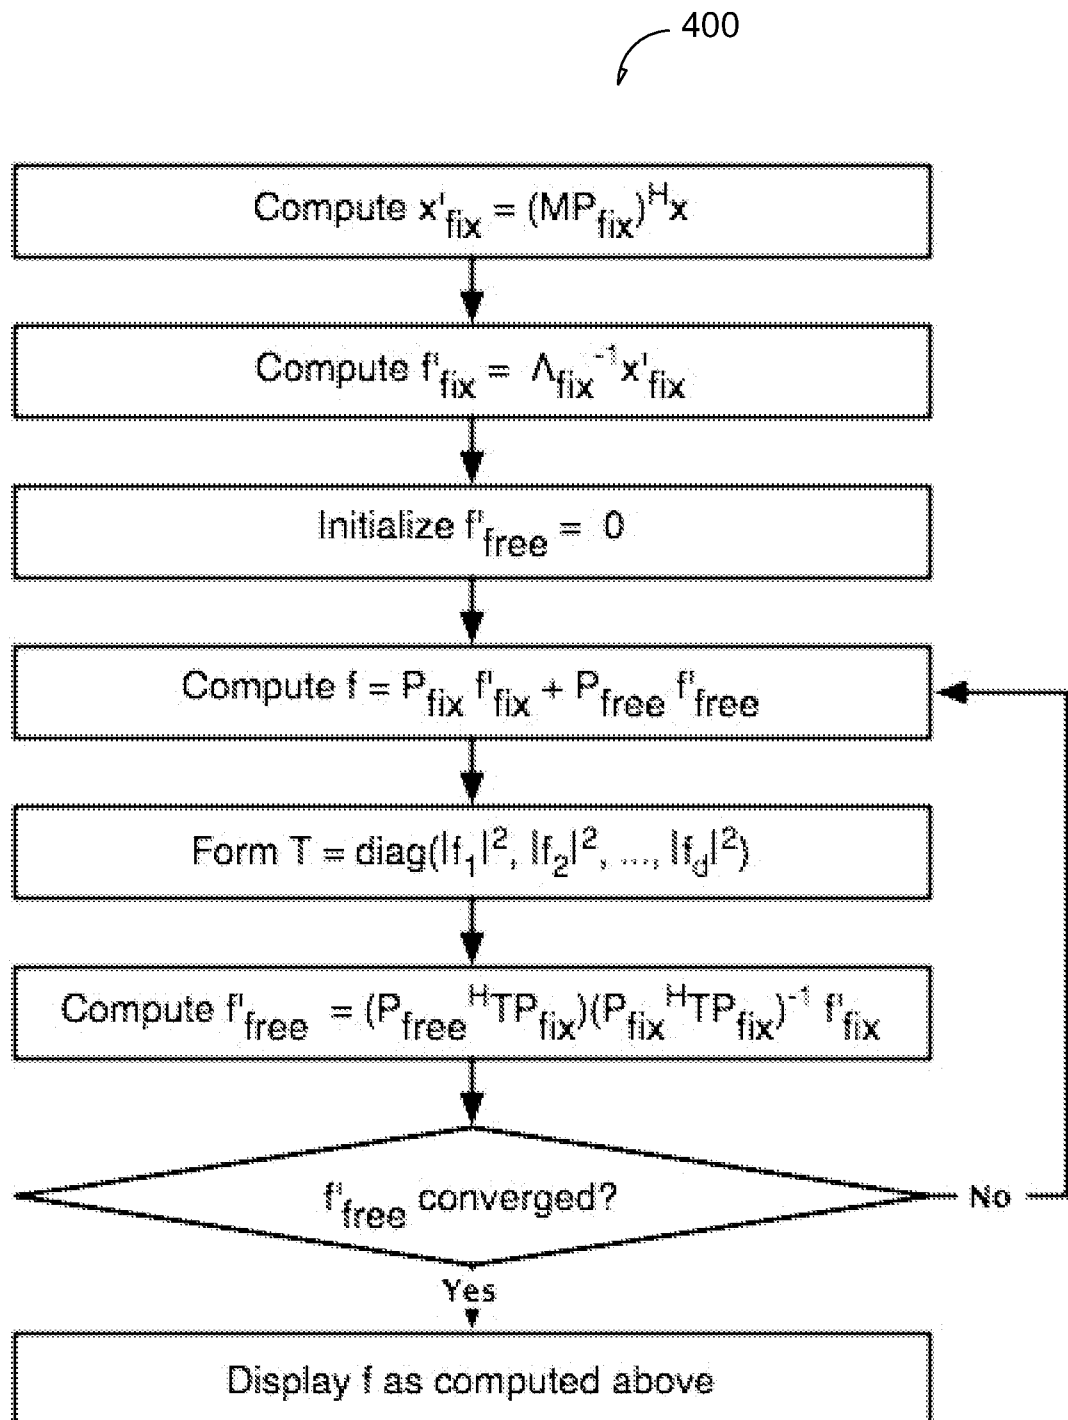 400
Compute x'fix = (MPfix)ᴴx
Compute f'fix = Λfix⁻¹x'fix
Initialize f'free = 0
Compute f = Pfix f'fix + Pfree f'free
Form T = diag(|f₁|², |f₂|², ..., |fd|²)
Compute f'free = (PfreeᴴTPfix)(PfixᴴTPfix)⁻¹ f'fix
f'free converged?
No
Yes
Display f as computed above